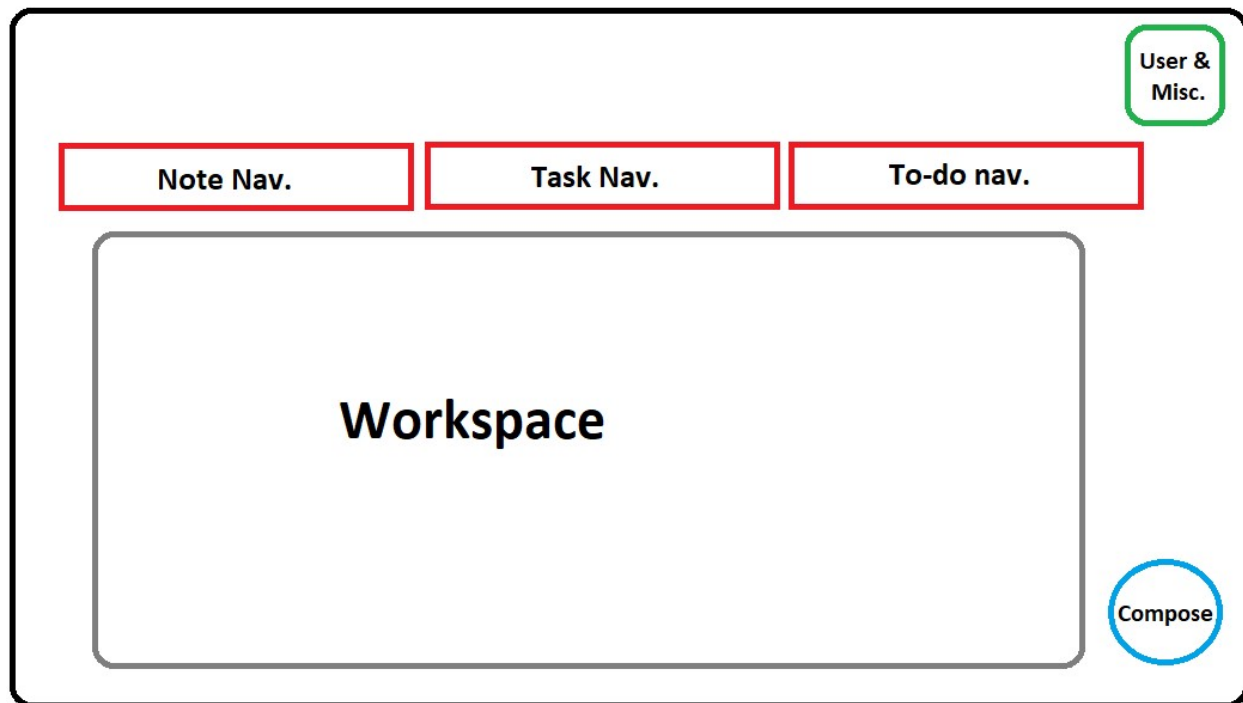 User &
Misc.
Note Nav.
Task Nav.
To-do nav.
Workspace
Compose